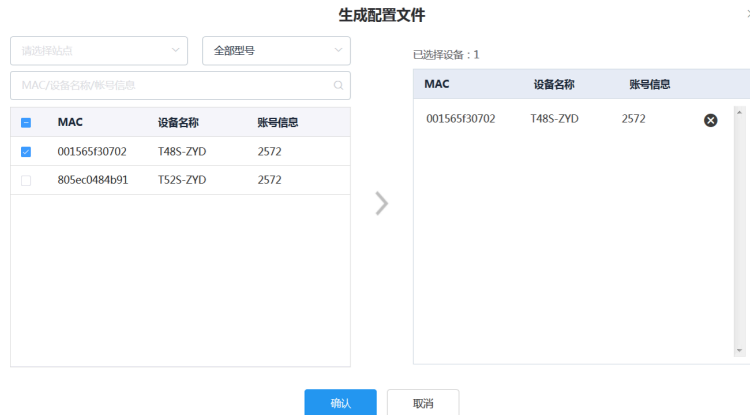 生成配置文件
请选择站点 全部型号
MAC/设备名称/帐号信息
MAC 设备名称 账号信息
001565f30702 T48S-ZYD 2572
805ec0484b91 T52S-ZYD 2572
已选择设备：1
MAC 设备名称 账号信息
001565f30702 T48S-ZYD 2572
确认 取消